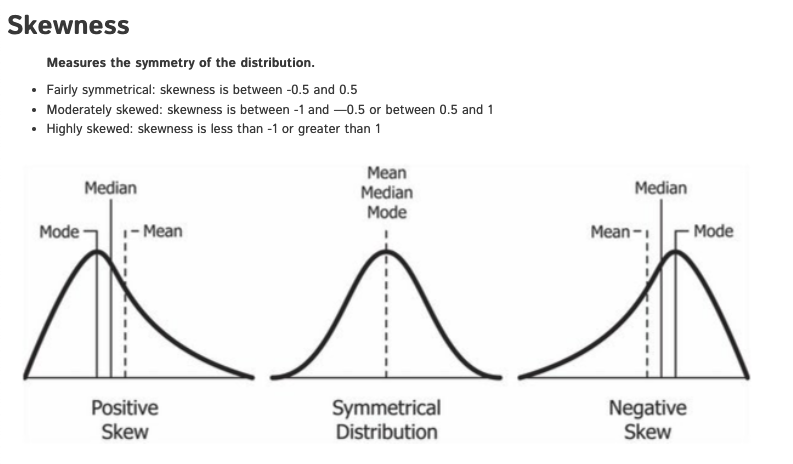 Skewness
Measures the symmetry of the distribution.
• Fairly symmetrical: skewness is between -0.5 and 0.5
• Moderately skewed: skewness is between -1 and —0.5 or between 0.5 and 1
• Highly skewed: skewness is less than -1 or greater than 1
Median
Mode
Mean
Positive
Skew
Mean
Median
Mode
Symmetrical
Distribution
Median
Mean
Mode
Negative
Skew